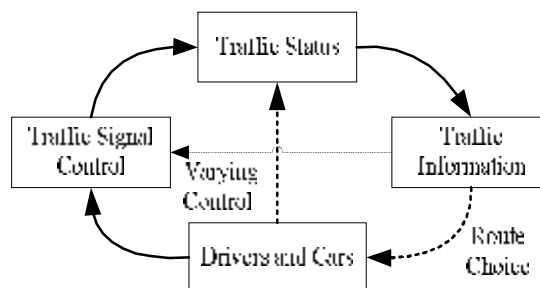 Traffic Status
Traffic Signal
Control
Traffic
Information
Varying
Control
Drivers and Cars
Route
Choice